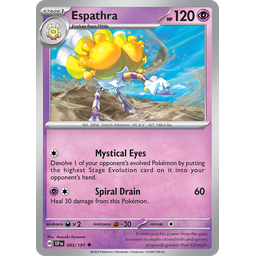 STAGE 1
Espathra
HP 120
Evolves from Flittle
Mystical Eyes
Devolve 1 of your opponent's evolved Pokémon by putting
the highest Stage Evolution card on it into your
opponent's hand.
Spiral Drain 60
Heal 30 damage from this Pokémon.
weakness ×2 resistance -30 retreat
095/191